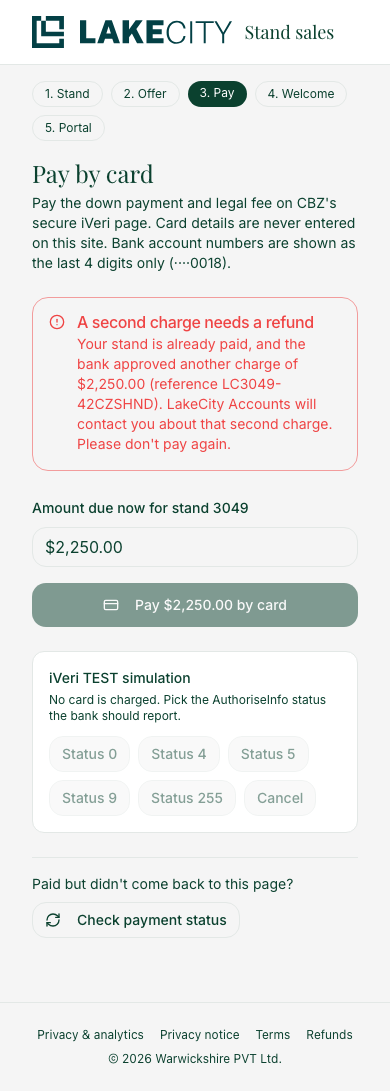 LAKECITY Stand sales
1. Stand
2. Offer
3. Pay
4. Welcome
5. Portal
Pay by card
Pay the down payment and legal fee on CBZ's
secure iVeri page. Card details are never entered
on this site. Bank account numbers are shown as
the last 4 digits only (····0018).
A second charge needs a refund
Your stand is already paid, and the
bank approved another charge of
$2,250.00 (reference LC3049-
42CZSHND). LakeCity Accounts will
contact you about that second charge.
Please don't pay again.
Amount due now for stand 3049
$2,250.00
Pay $2,250.00 by card
iVeri TEST simulation
No card is charged. Pick the AuthoriseInfo status
the bank should report.
Status 0
Status 4
Status 5
Status 9
Status 255
Cancel
Paid but didn't come back to this page?
Check payment status
Privacy & analytics
Privacy notice
Terms
Refunds
© 2026 Warwickshire PVT Ltd.